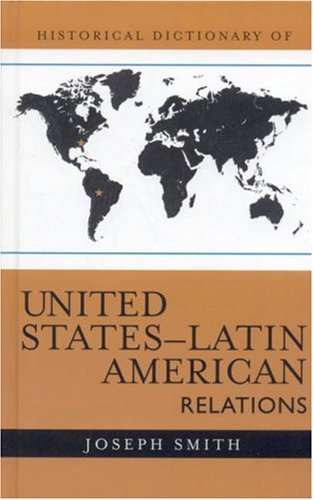 HISTORICAL DICTIONARY OF
UNITED
STATES–LATIN
AMERICAN
RELATIONS
JOSEPH SMITH